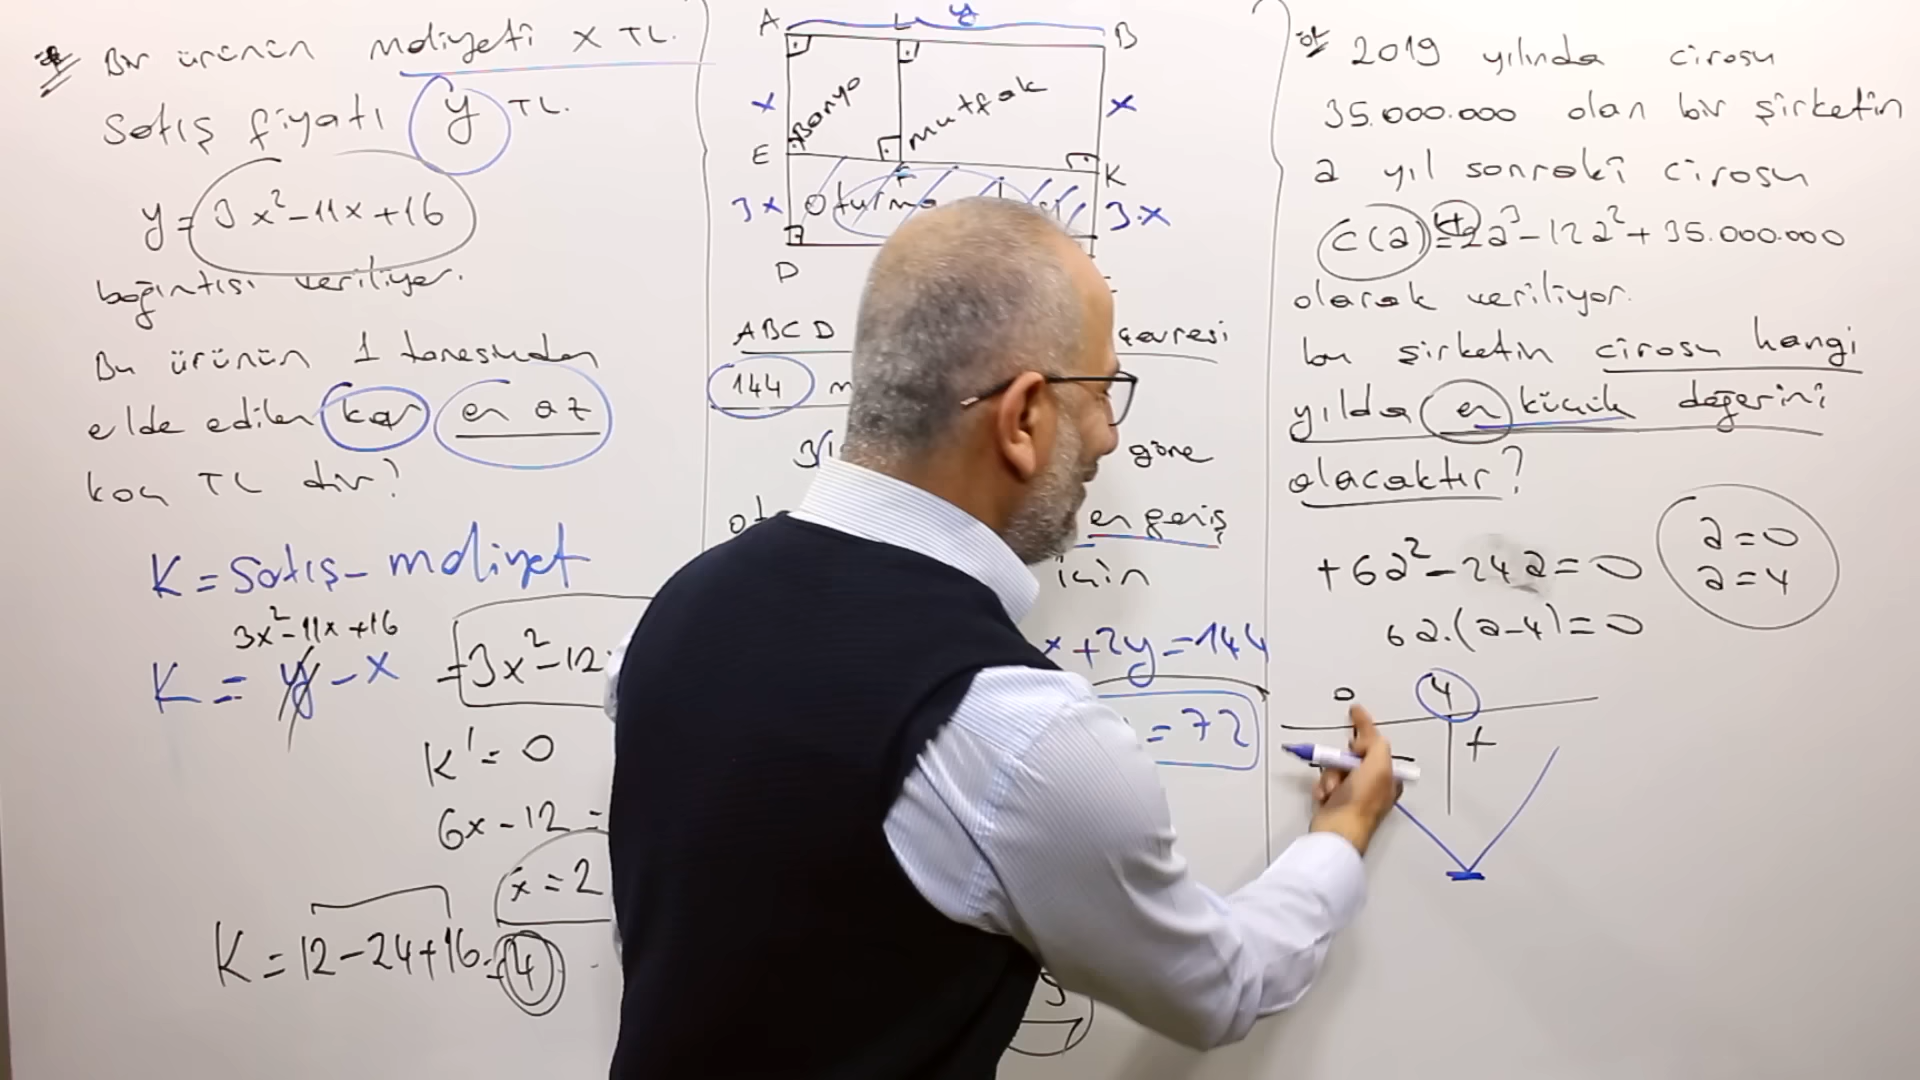 Bir ürünün maliyeti x TL.
Satış fiyatı y TL.
y = 3x² - 11x + 16
bağıntısı veriliyor.
Bu ürünün 1 tanesinden
elde edilen kar en az
kaç TL dir?
K = Satış - maliyet
3x² - 11x + 16
K = y - x = 3x² - 12
K' = 0
6x - 12 =
x = 2
K = 12 - 24 + 16 = 4
A L y B
x Banyo mutfak x
E F K
3x Oturma 3.x
D
ABCD çevresi
144 m
göre
en geniş
için
x + 2y = 144
= 72
2019 yılında cirosu
35.000.000 olan bir şirketin
a yıl sonraki cirosu
c(a) = 2a³ - 12a² + 35.000.000
olarak veriliyor.
bu şirketin cirosu hangi
yılda en küçük değerini
alacaktır?
+6a² - 24a = 0
6a.(a-4) = 0
a = 0
a = 4
0 4
+